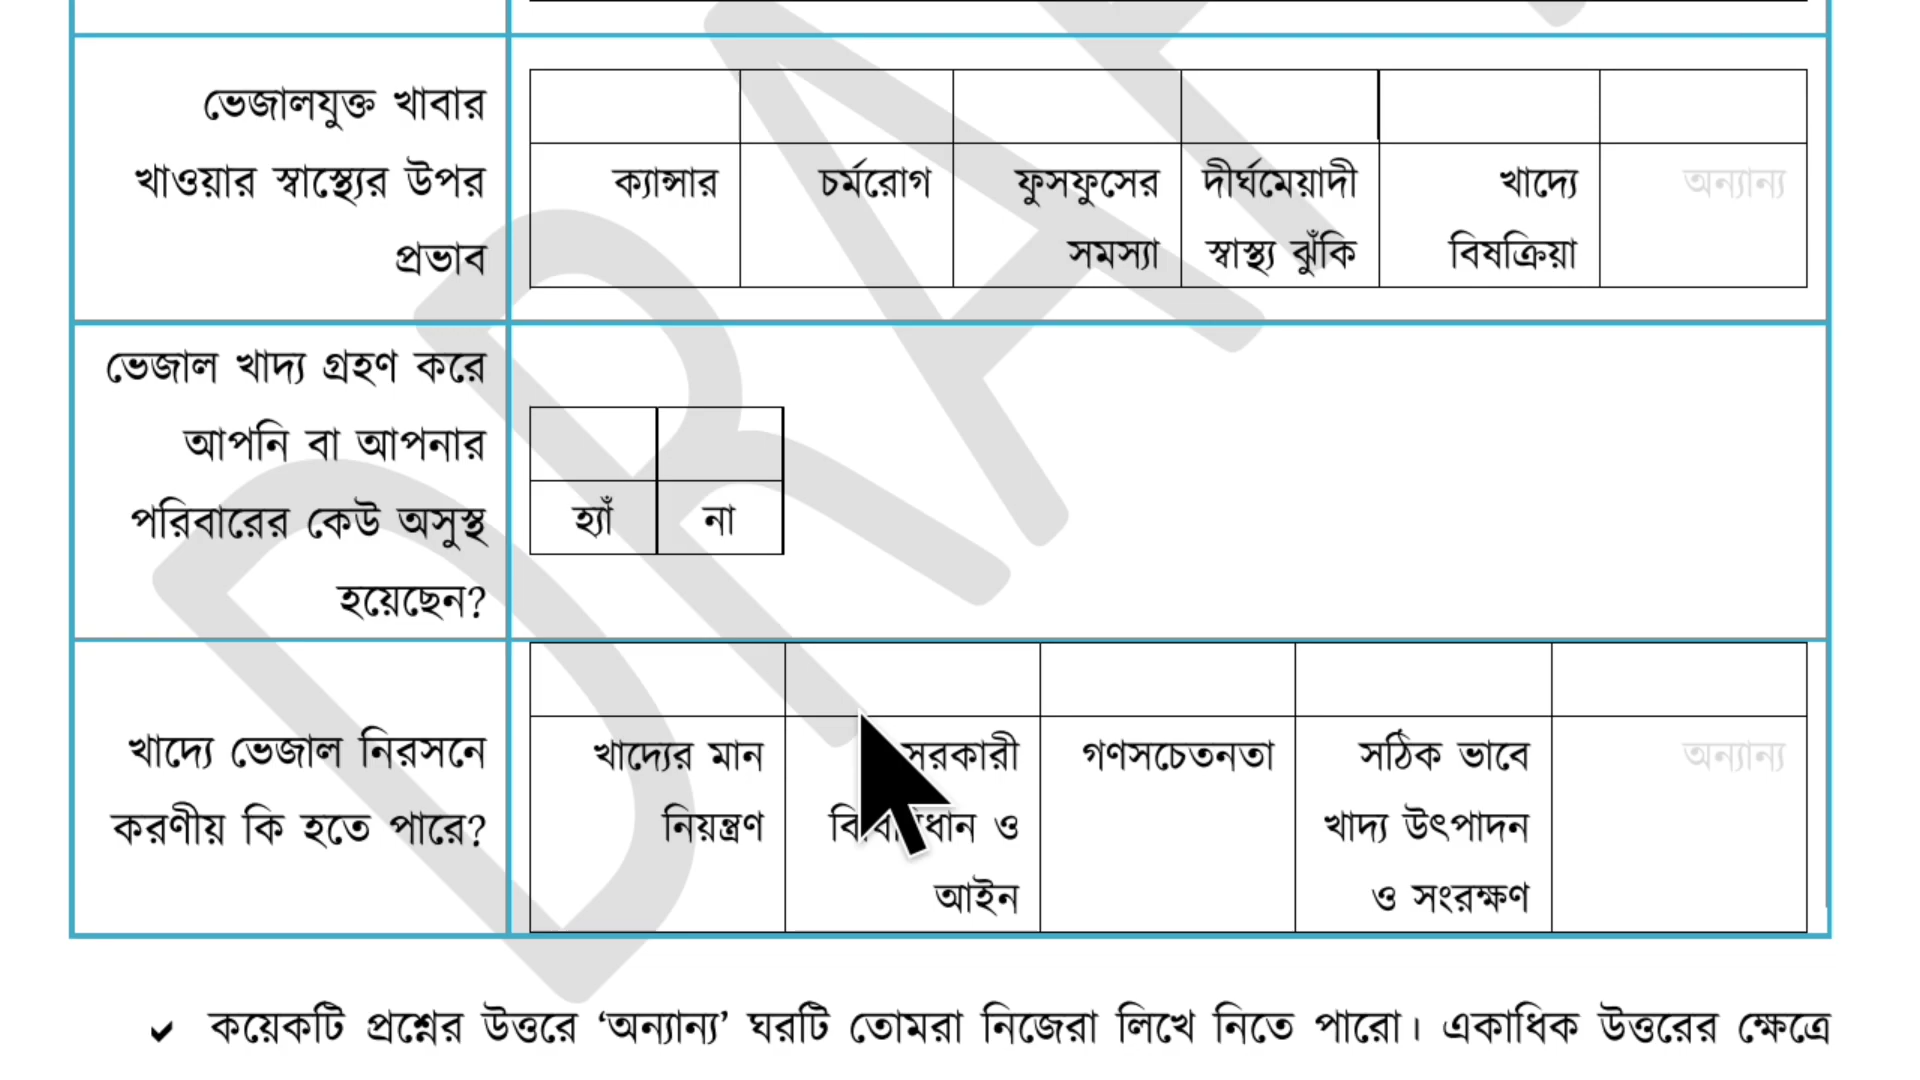 ভেজালযুক্ত খাবার
খাওয়ার স্বাস্থ্যের উপর
প্রভাব
ক্যান্সার
চর্মরোগ
ফুসফুসের
সমস্যা
দীর্ঘমেয়াদী
স্বাস্থ্য ঝুঁকি
খাদ্যে
বিষক্রিয়া
অন্যান্য
ভেজাল খাদ্য গ্রহণ করে
আপনি বা আপনার
পরিবারের কেউ অসুস্থ
হয়েছেন?
হ্যাঁ
না
খাদ্যে ভেজাল নিরসনে
করণীয় কি হতে পারে?
খাদ্যের মান
নিয়ন্ত্রণ
সরকারী
ও
আইন
গণসচেতনতা
সঠিক ভাবে
খাদ্য উৎপাদন
ও সংরক্ষণ
অন্যান্য
✓ কয়েকটি প্রশ্নের উত্তরে ‘অন্যান্য’ ঘরটি তোমরা নিজেরা লিখে নিতে পারো। একাধিক উত্তরের ক্ষেত্রে